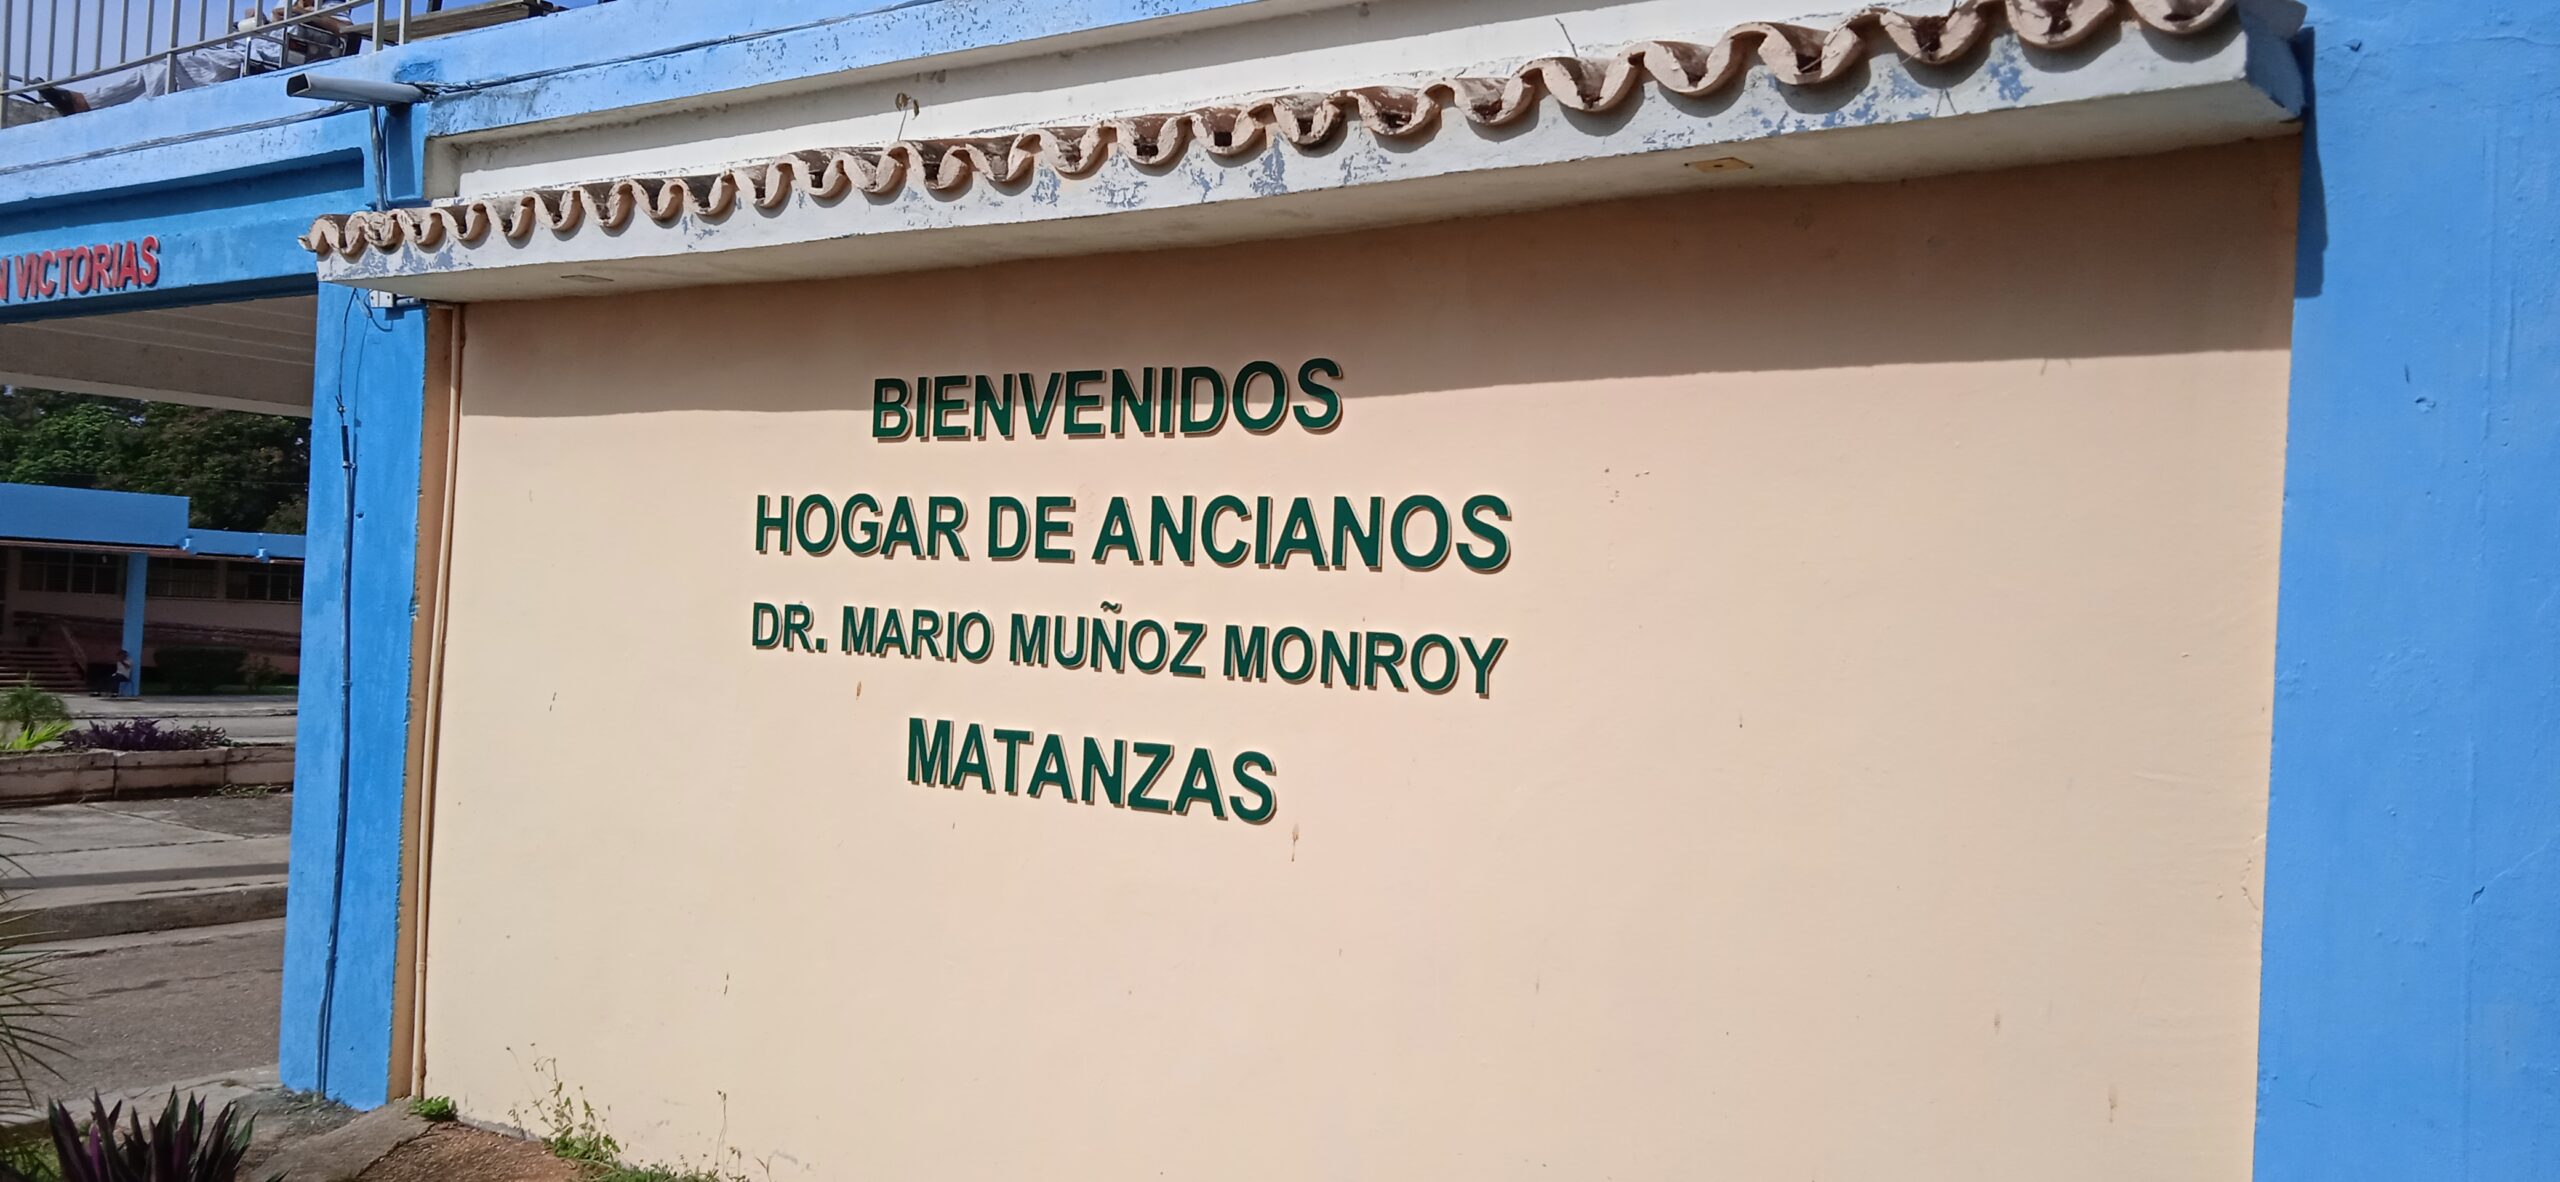 N VICTORIAS
BIENVENIDOS
HOGAR DE ANCIANOS
DR. MARIO MUÑOZ MONROY
MATANZAS